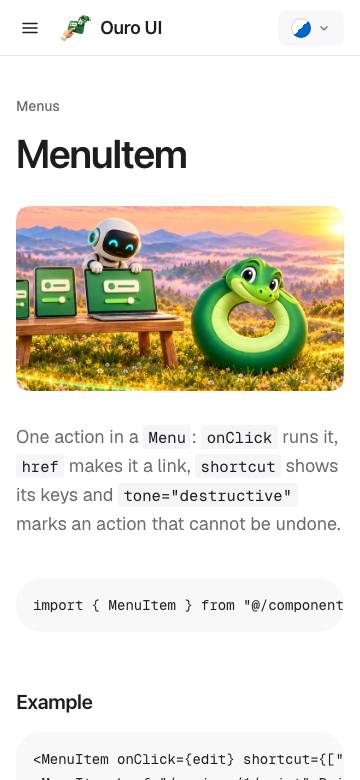 Ouro UI
Menus
MenuItem
One action in a Menu: onClick runs it,
href makes it a link, shortcut shows
its keys and tone="destructive"
marks an action that cannot be undone.
import { MenuItem } from "@/component
Example
<MenuItem onClick={edit} shortcut={["